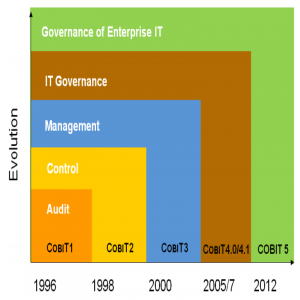 Governance of Enterprise IT
IT Governance
Management
Control
Audit
Evolution
COBIT1 COBIT2 COBIT3 COBIT4.0/4.1 COBIT 5
1996 1998 2000 2005/7 2012